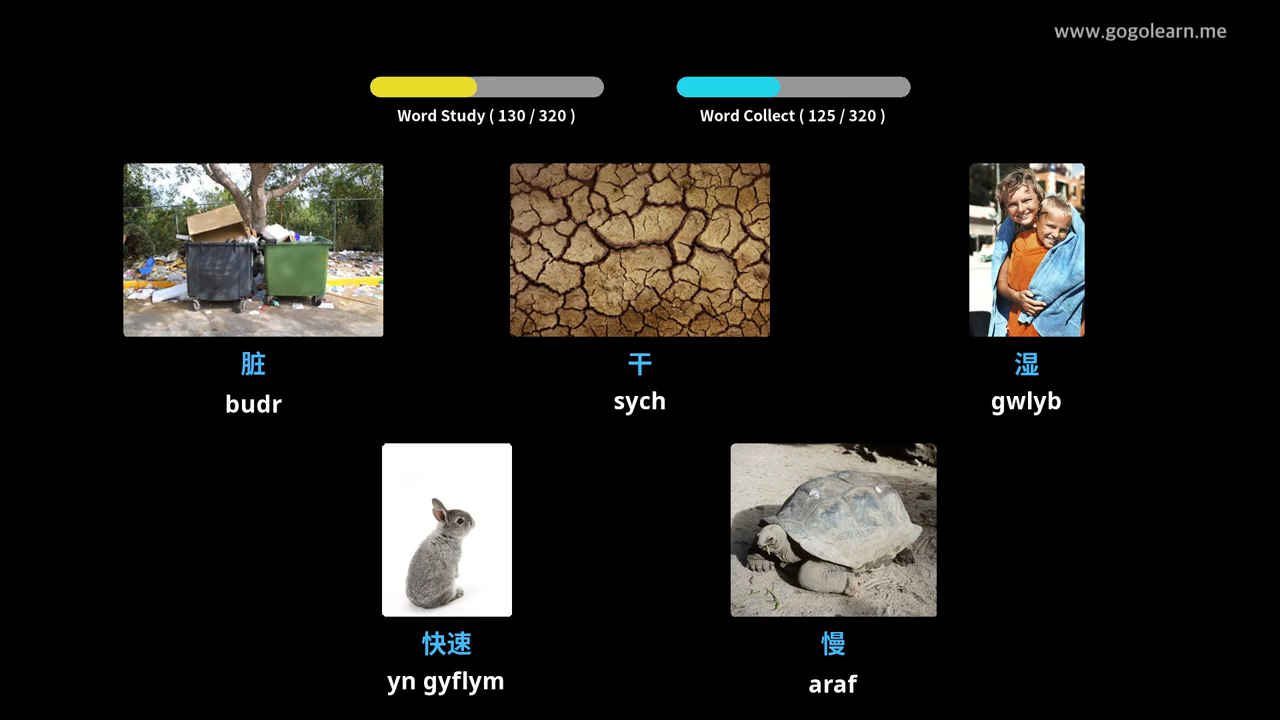 www.gogolearn.me
Word Study ( 130 / 320 )
Word Collect ( 125 / 320 )
脏
budr
干
sych
湿
gwlyb
快速
yn gyflym
慢
araf